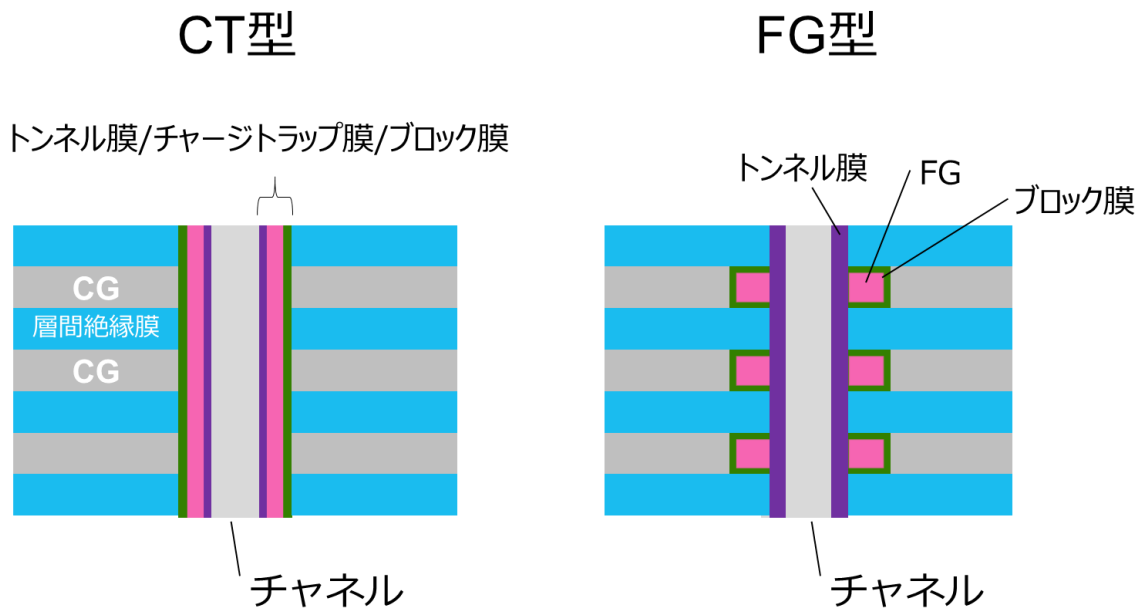 CT型
FG型
トンネル膜/チャージトラップ膜/ブロック膜
トンネル膜
FG
ブロック膜
CG
層間絶縁膜
CG
チャネル
チャネル